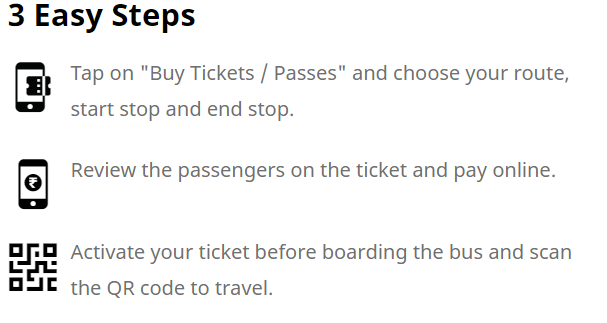 3 Easy Steps
Tap on "Buy Tickets / Passes" and choose your route,
start stop and end stop.
₹
Review the passengers on the ticket and pay online.
Activate your ticket before boarding the bus and scan
the QR code to travel.